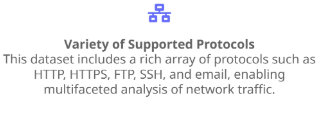 Variety of Supported Protocols
This dataset includes a rich array of protocols such as
HTTP, HTTPS, FTP, SSH, and email, enabling
multifaceted analysis of network traffic.